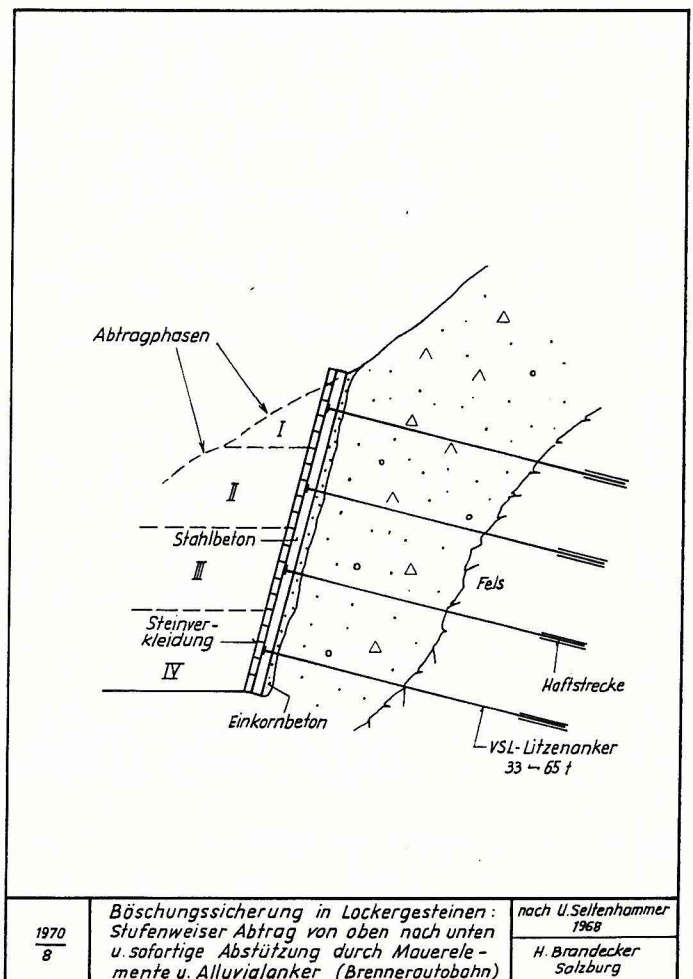 Abtragphasen
I
II
Stahlbeton
III
Steinver-
kleidung
IV
Einkornbeton
Fels
Haftstrecke
VSL-Litzenanker
33 – 65 t
1970
8
Böschungssicherung in Lockergesteinen:
Stufenweiser Abtrag von oben nach unten
u. sofortige Abstützung durch Mauerele-
mente u. Alluvialanker (Brennerautobahn)
nach U. Seltenhammer
1968
H. Brandecker
Salzburg